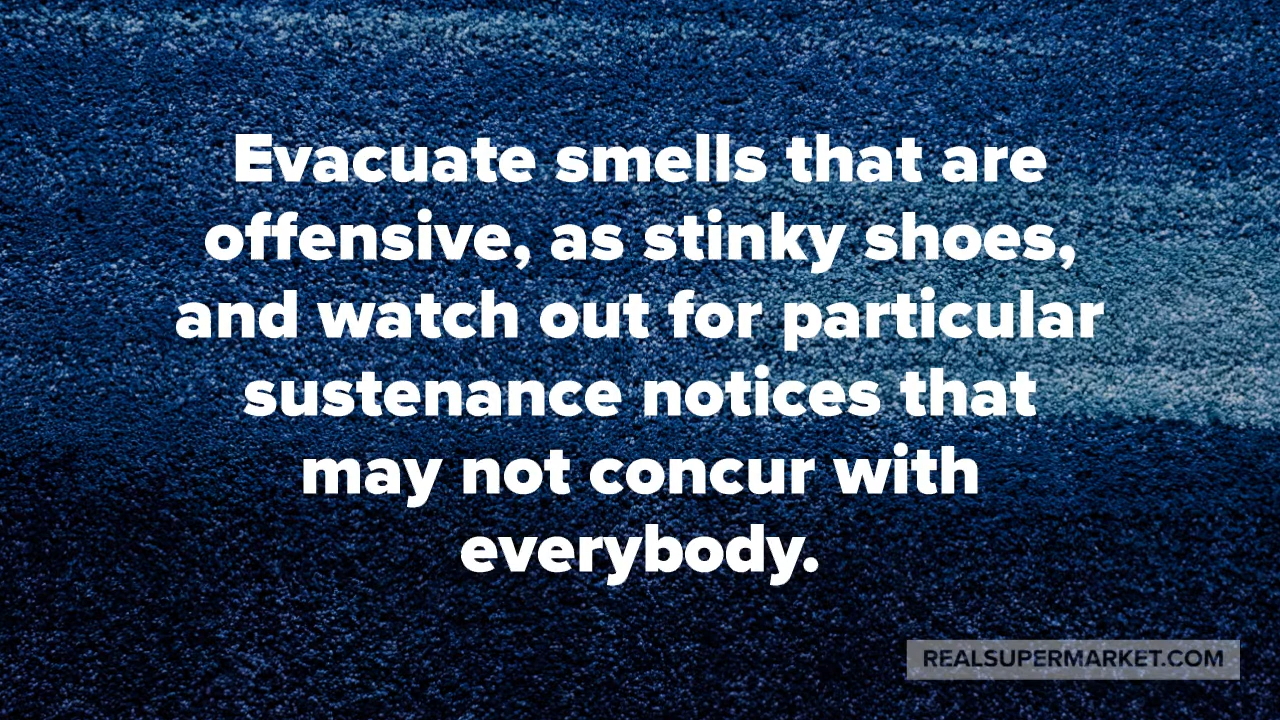 Evacuate smells that are
offensive, as stinky shoes,
and watch out for particular
sustenance notices that
may not concur with
everybody.
REALSUPERMARKET.COM